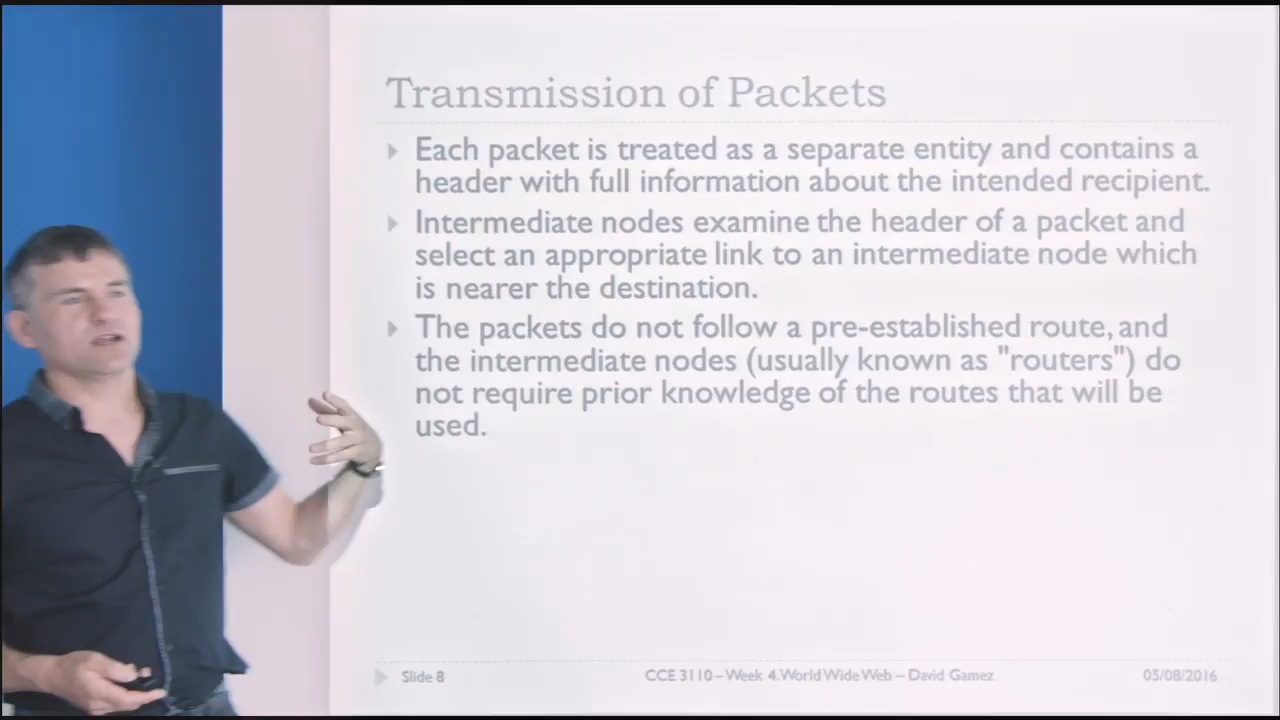 Transmission of Packets
Each packet is treated as a separate entity and contains a
header with full information about the intended recipient.
Intermediate nodes examine the header of a packet and
select an appropriate link to an intermediate node which
is nearer the destination.
The packets do not follow a pre-established route, and
the intermediate nodes (usually known as "routers") do
not require prior knowledge of the routes that will be
used.
Slide 8
CCE 3110 – Week 4. World Wide Web – David Gamez
05/08/2016